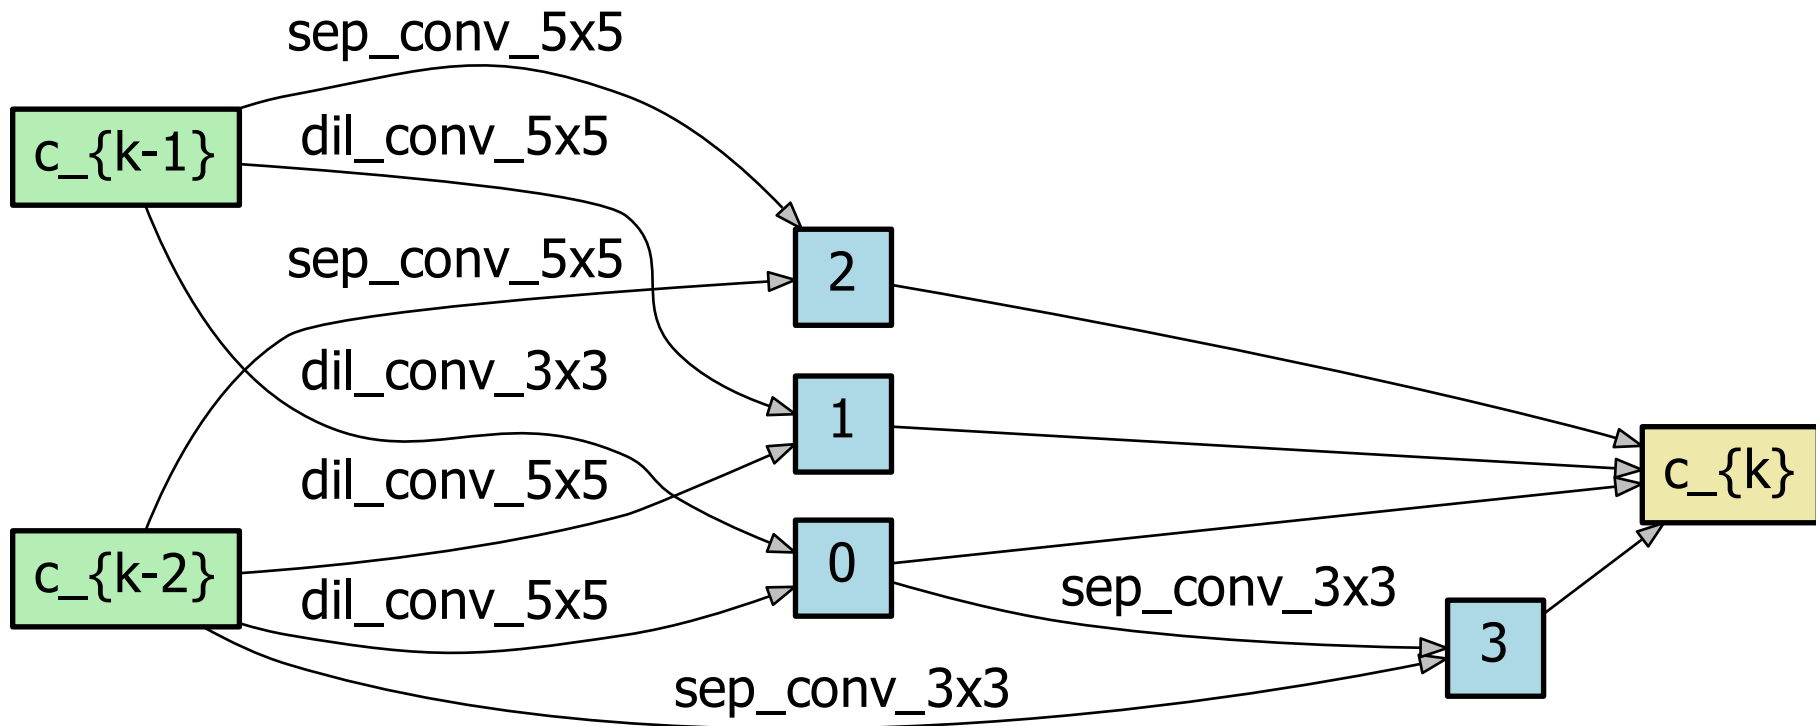 sep_conv_5x5
dil_conv_5x5
c_{k-1}
sep_conv_5x5
2
dil_conv_3x3
1
dil_conv_5x5
c_{k}
c_{k-2}
0
dil_conv_5x5
sep_conv_3x3
3
sep_conv_3x3